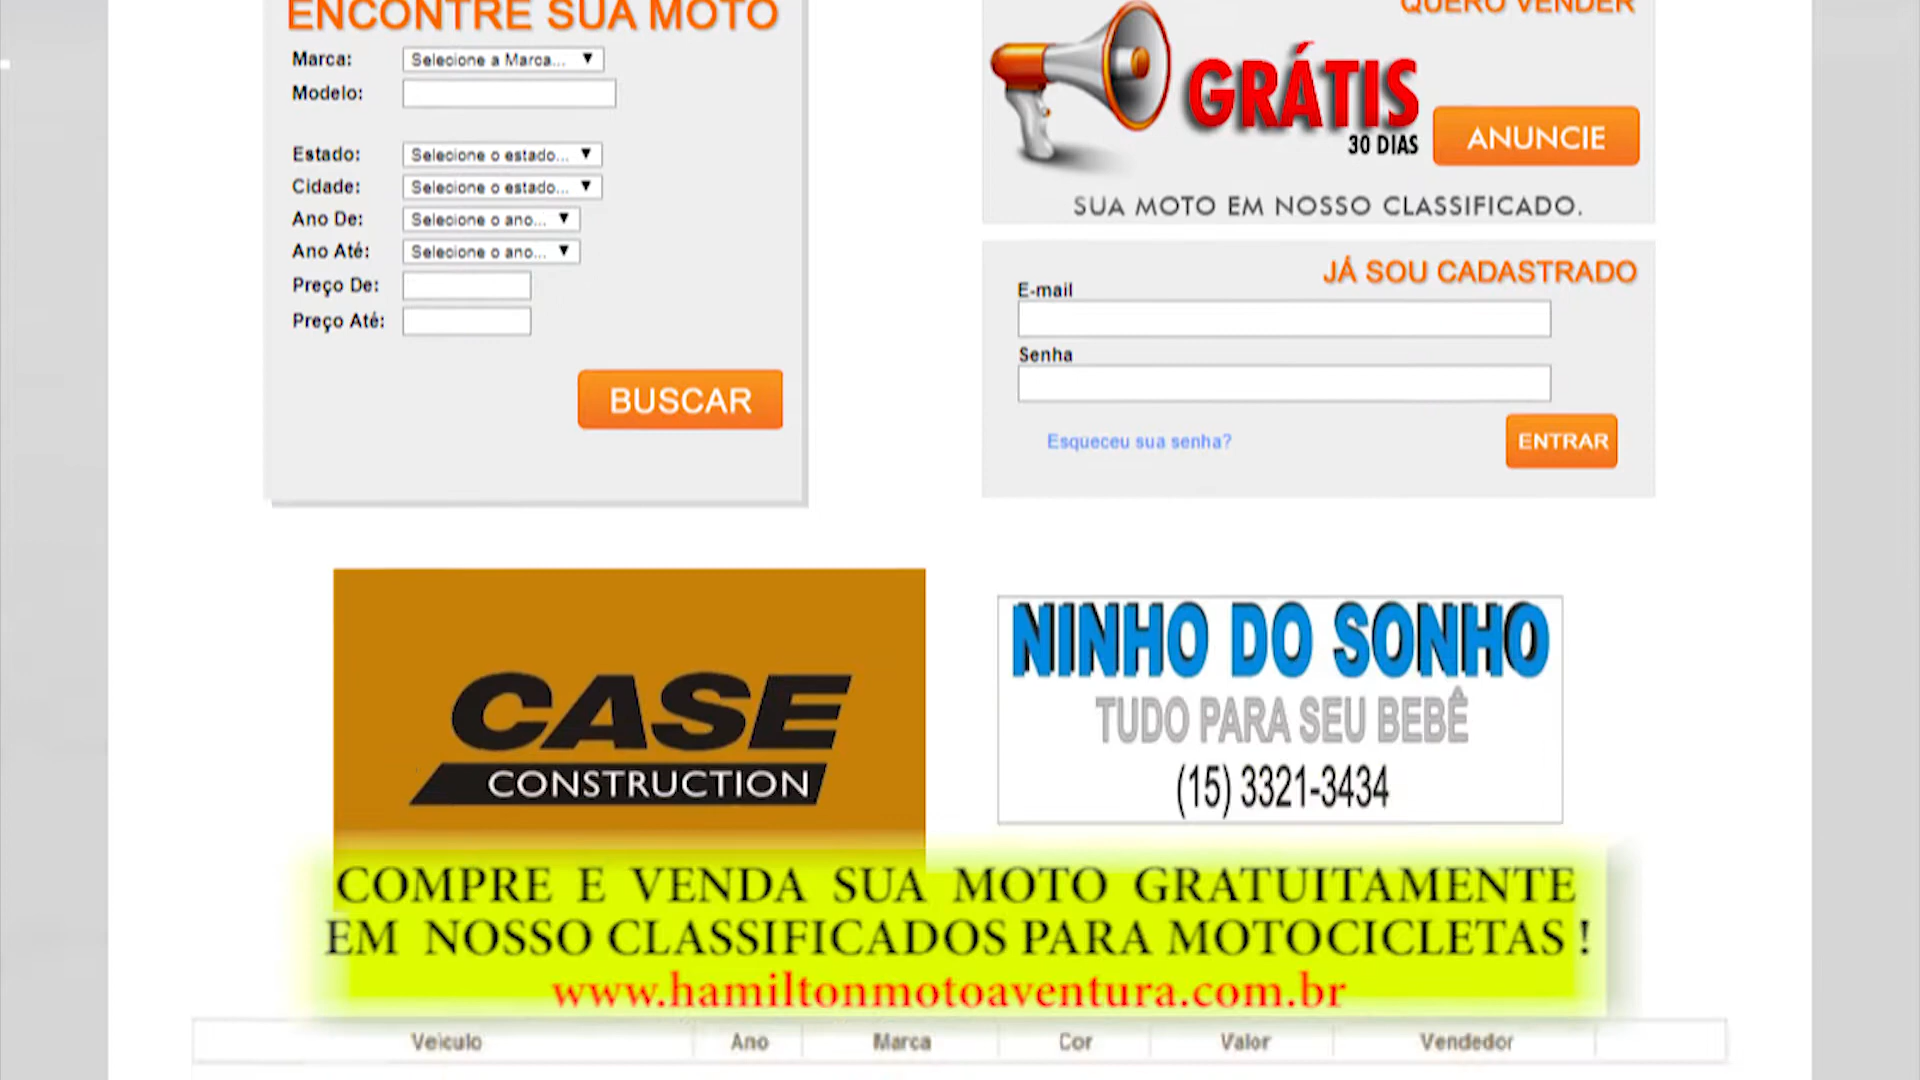 ENCONTRE SUA MOTO
Marca: Selecione a Marca...
Modelo:
Estado: Selecione o estado...
Cidade: Selecione o estado...
Ano De: Selecione o ano...
Ano Até: Selecione o ano...
Preço De:
Preço Até:
BUSCAR
QUERO VENDER
GRÁTIS
30 DIAS
ANUNCIE
SUA MOTO EM NOSSO CLASSIFICADO.
JÁ SOU CADASTRADO
E-mail
Senha
Esqueceu sua senha?
ENTRAR
CASE
CONSTRUCTION
NINHO DO SONHO
TUDO PARA SEU BEBÊ
(15) 3321-3434
COMPRE E VENDA SUA MOTO GRATUITAMENTE
EM NOSSO CLASSIFICADOS PARA MOTOCICLETAS !
www.hamiltonmotoaventura.com.br
Veiculo Ano Marca Cor Valor Vendedor